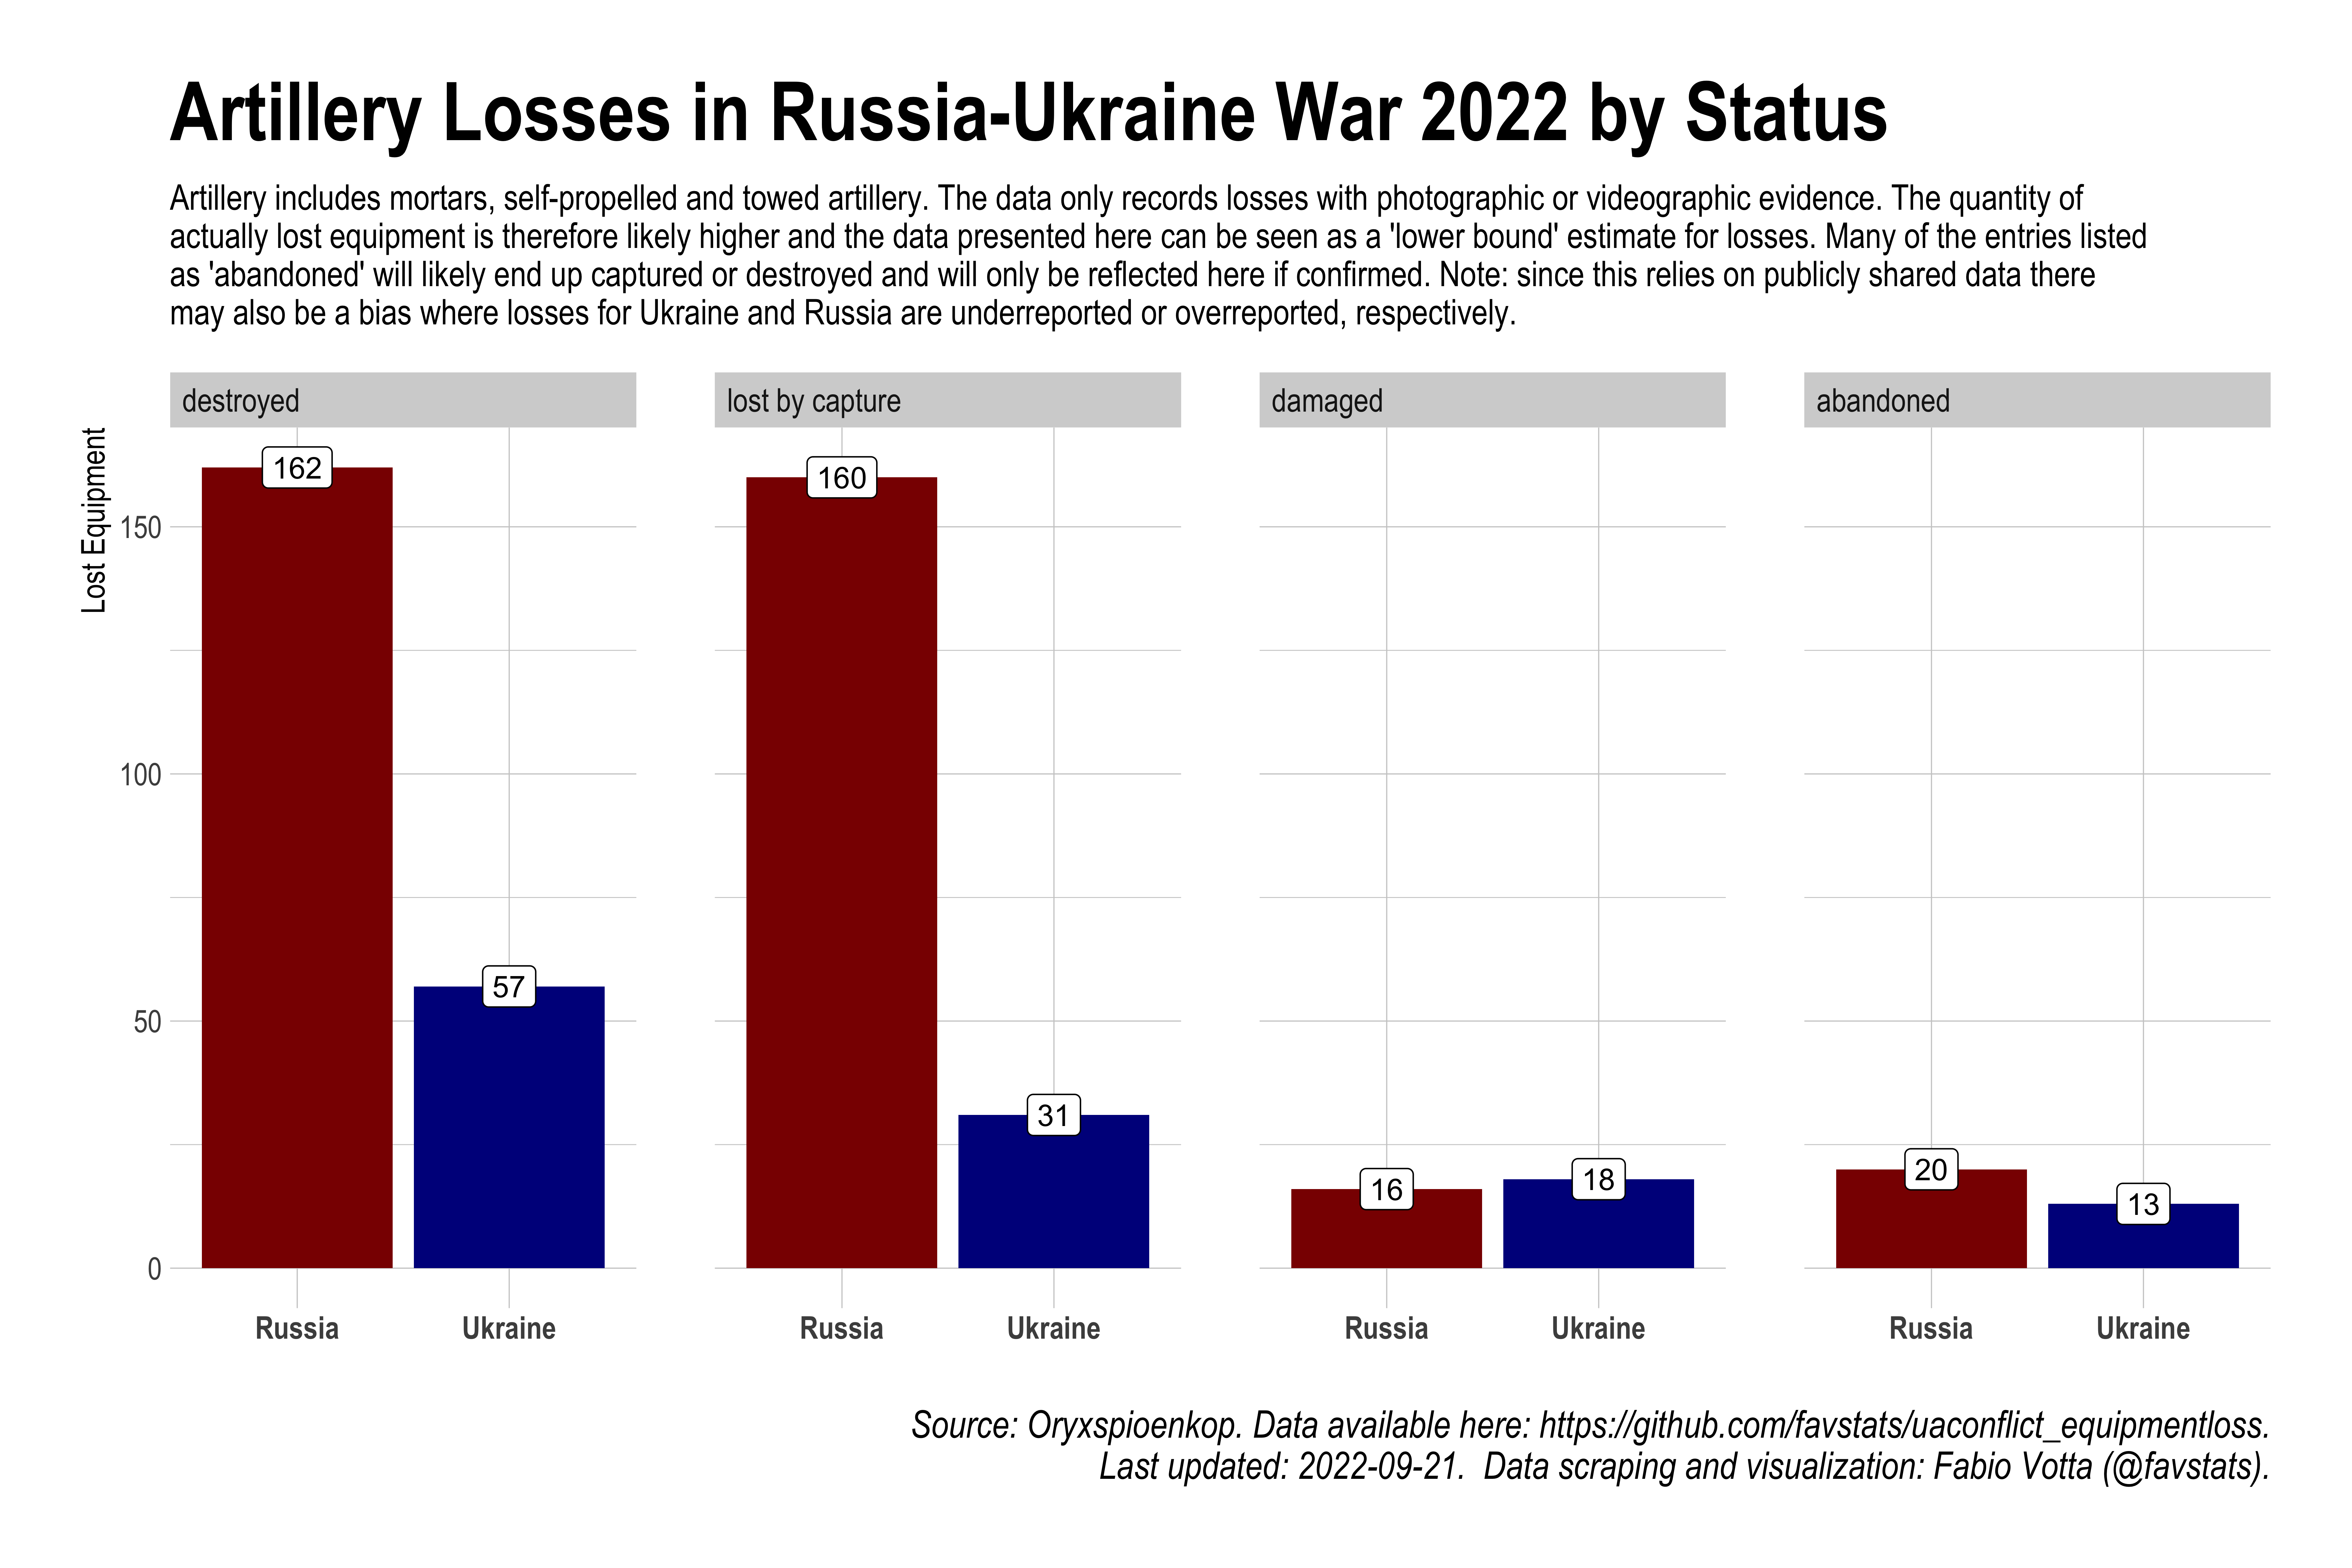 Artillery Losses in Russia-Ukraine War 2022 by Status
Artillery includes mortars, self-propelled and towed artillery. The data only records losses with photographic or videographic evidence. The quantity of
actually lost equipment is therefore likely higher and the data presented here can be seen as a 'lower bound' estimate for losses. Many of the entries listed
as 'abandoned' will likely end up captured or destroyed and will only be reflected here if confirmed. Note: since this relies on publicly shared data there
may also be a bias where losses for Ukraine and Russia are underreported or overreported, respectively.
destroyed
lost by capture
damaged
abandoned
Lost Equipment
150
100
50
0
162
57
160
31
16
18
20
13
Russia
Ukraine
Russia
Ukraine
Russia
Ukraine
Russia
Ukraine
Source: Oryxspioenkop. Data available here: https://github.com/favstats/uaconflict_equipmentloss.
Last updated: 2022-09-21.  Data scraping and visualization: Fabio Votta (@favstats).